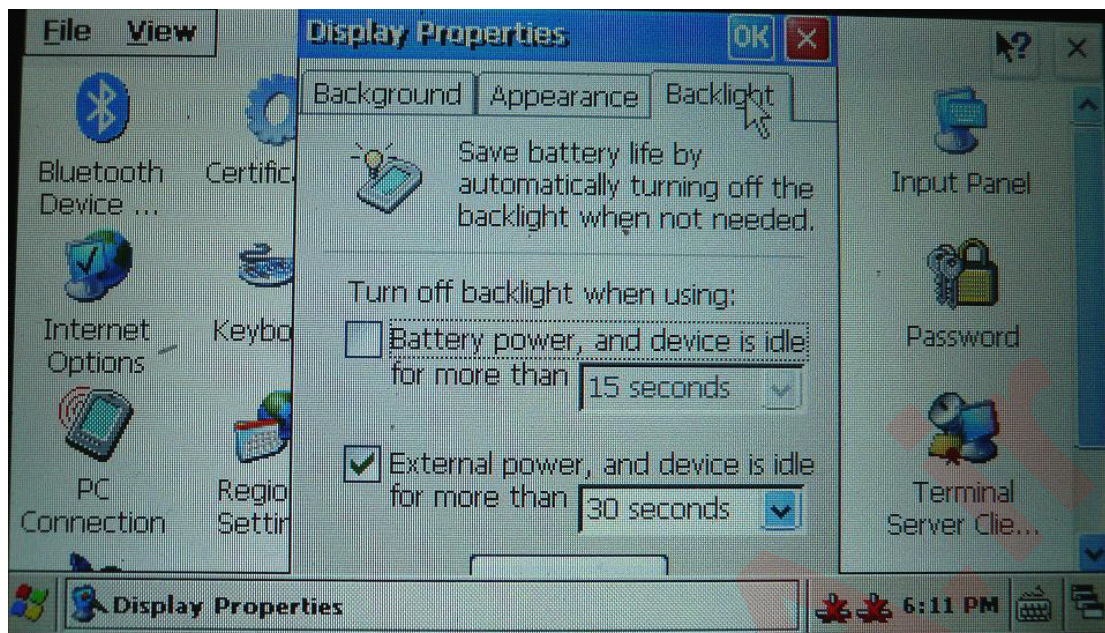 File View
Display Properties
OK
?
Background Appearance Backlight
Save battery life by
automatically turning off the
backlight when not needed.
Turn off backlight when using:
Battery power, and device is idle
for more than 15 seconds
External power, and device is idle
for more than 30 seconds
Bluetooth
Device ...
Certific
Internet
Options
Keybo
PC
Connection
Regio
Settin
Input Panel
Password
Terminal
Server Clie...
Display Properties
6:11 PM